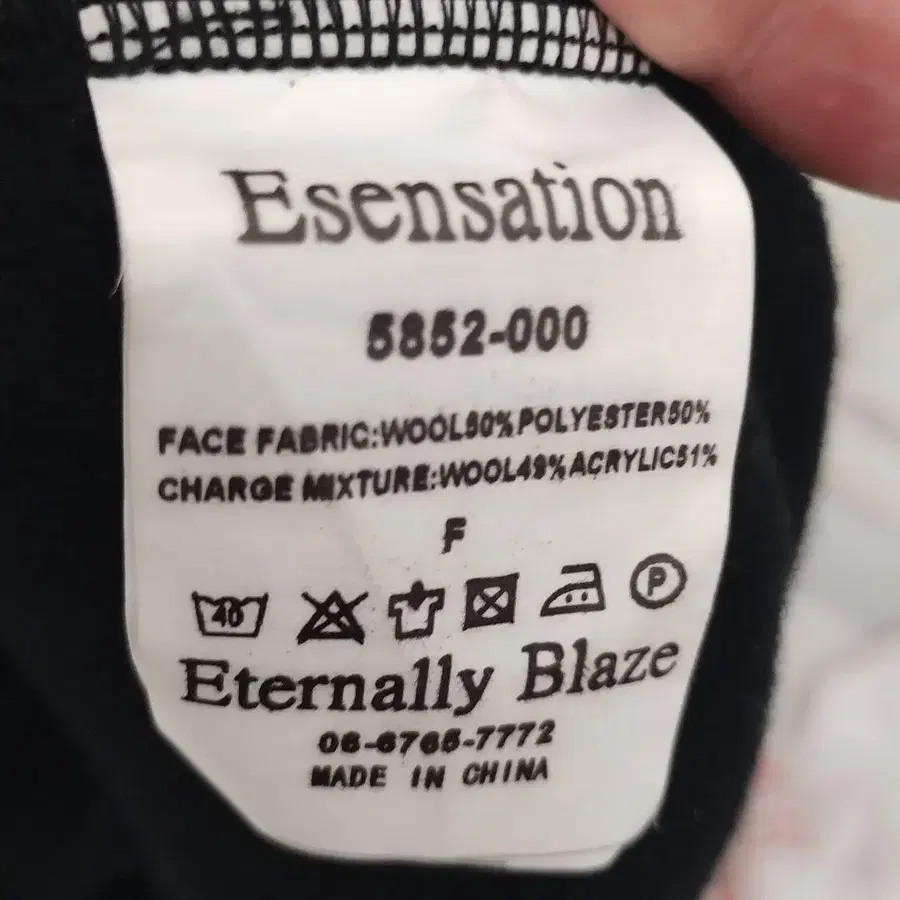 Esensation
5852-000
FACE FABRIC:WOOL50%POLYESTER50%
CHARGE MIXTURE:WOOL49%ACRYLIC51%
F
40 P
Eternally Blaze
06-6765-7772
MADE IN CHINA